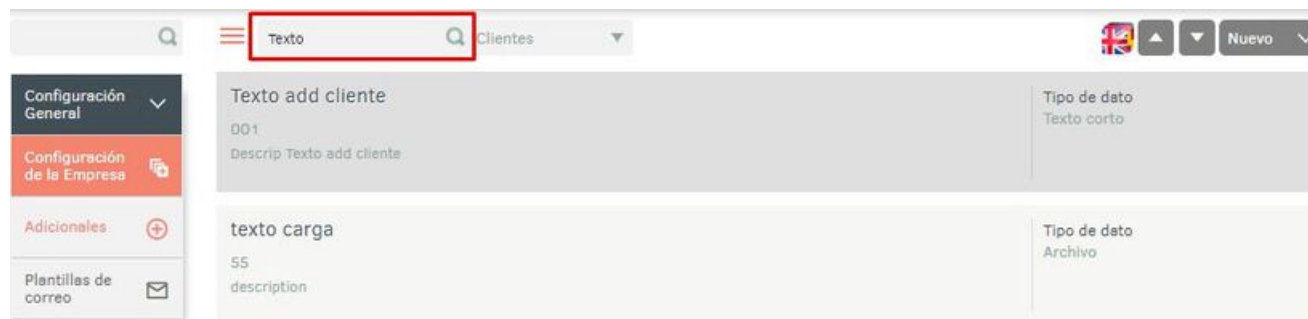 Texto
Clientes
Nuevo
Configuración
General
Configuración
de la Empresa
Adicionales
Plantillas de
correo
Texto add cliente
001
Descrip Texto add cliente
Tipo de dato
Texto corto
texto carga
55
description
Tipo de dato
Archivo